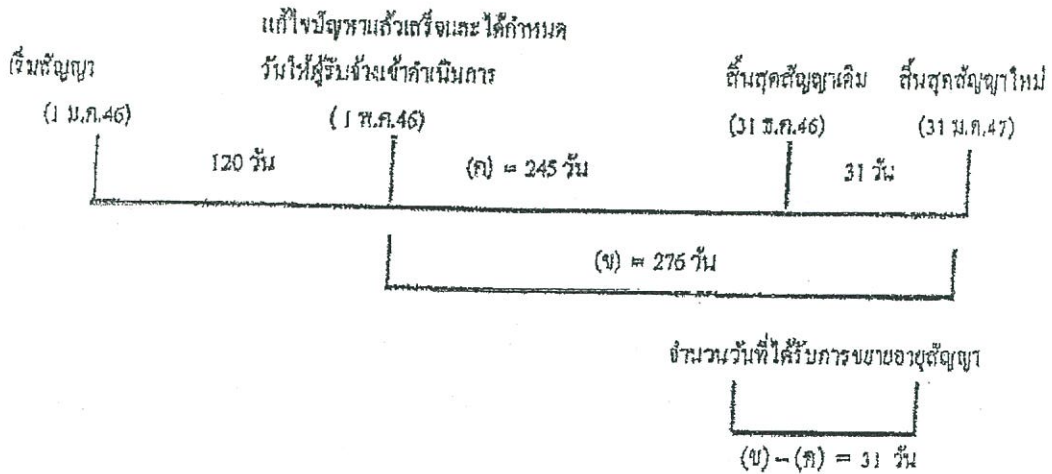 แก้ไขปัญหาแล้วเสร็จและได้กำหนด
เริ่มสัญญา
วันให้ผู้รับจ้างเข้าดำเนินการ
สิ้นสุดสัญญาเดิม
สิ้นสุดสัญญาใหม่
(1 ม.ค.46)
(1 พ.ค.46)
(31 ธ.ค.46)
(31 ม.ค.47)
120 วัน
(ค) = 245 วัน
31 วัน
(ข) = 276 วัน
จำนวนวันที่ได้รับการขยายอายุสัญญา
(ข) – (ค) = 31 วัน